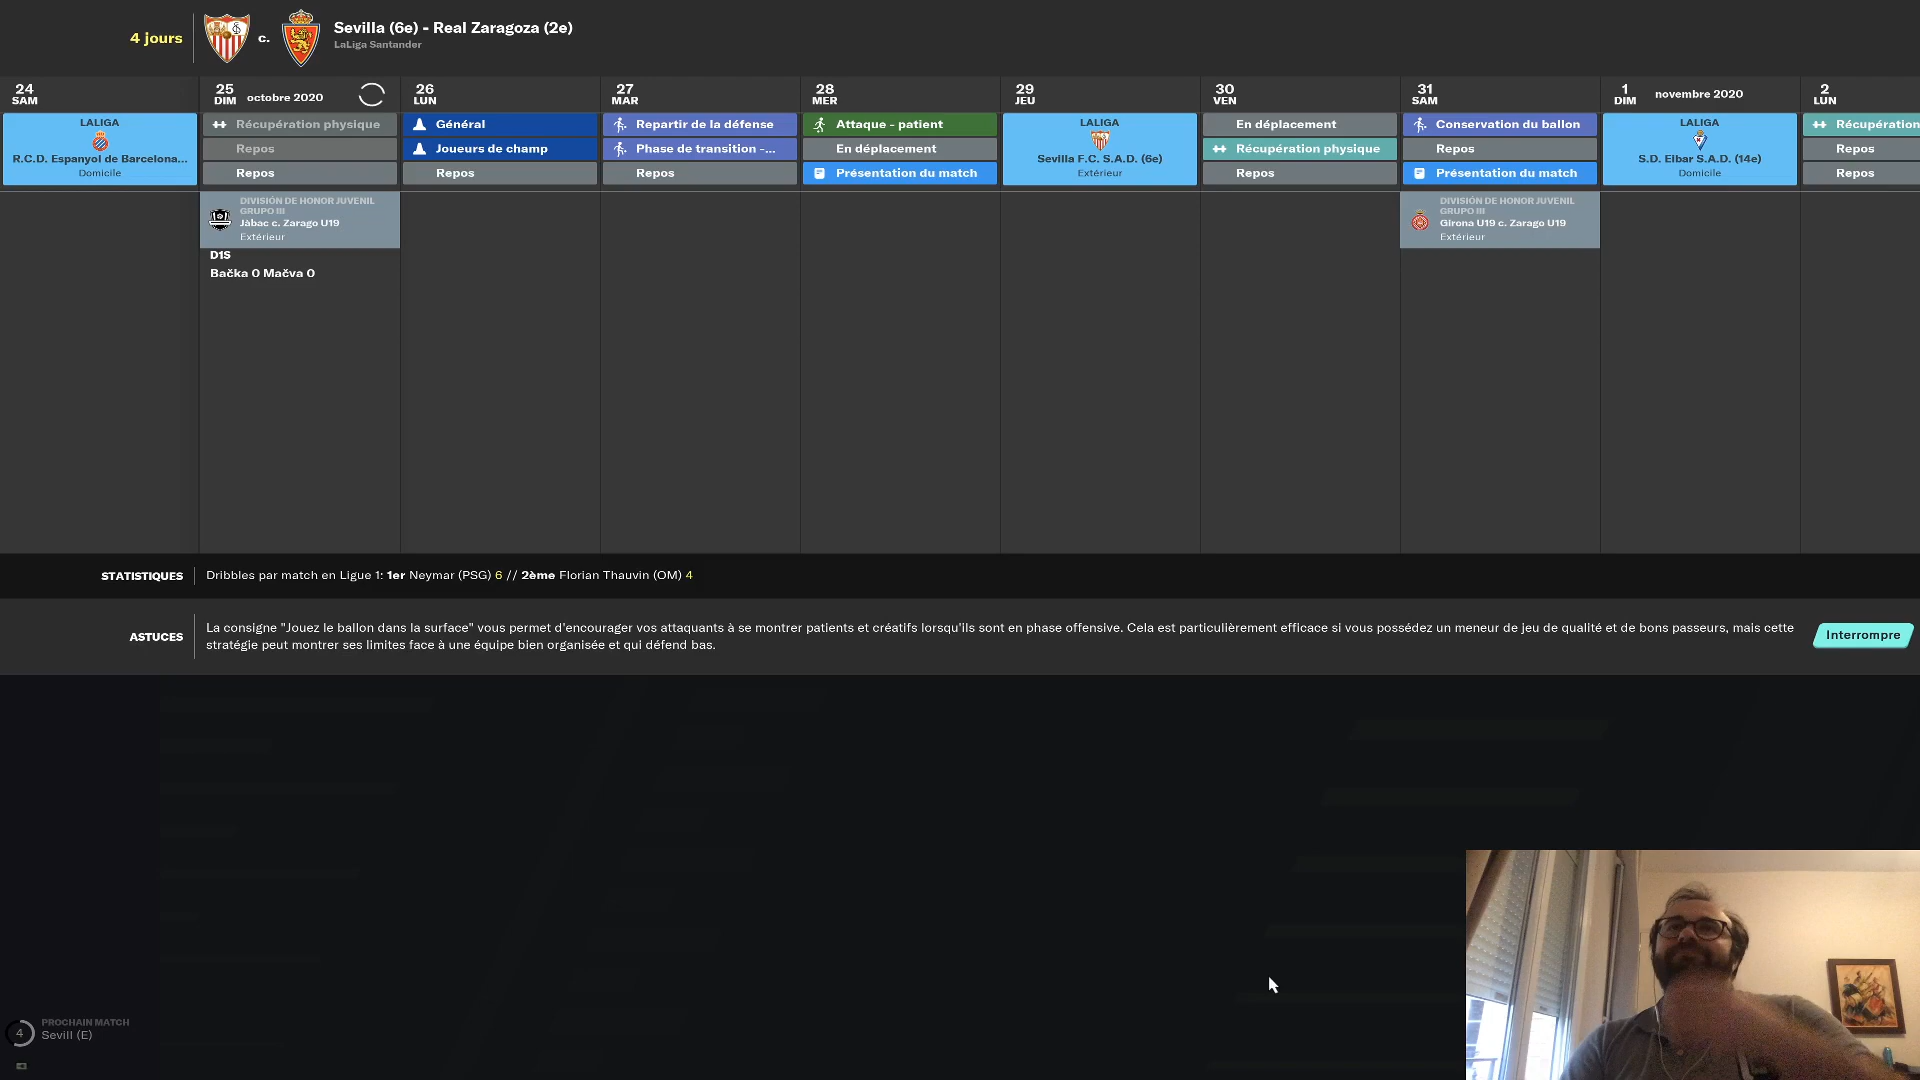 4 jours
c.
Sevilla (6e) - Real Zaragoza (2e)
LaLiga Santander
24
SAM
25
DIM octobre 2020
26
LUN
27
MAR
28
MER
29
JEU
30
VEN
31
SAM
1
DIM novembre 2020
2
LUN
LALIGA
R.C.D. Espanyol de Barcelona...
Domicile
Récupération physique
Repos
Repos
Général
Joueurs de champ
Repos
Repartir de la défense
Phase de transition -...
Repos
Attaque - patient
En déplacement
Présentation du match
LALIGA
Sevilla F.C. S.A.D. (6e)
Extérieur
En déplacement
Récupération physique
Repos
Conservation du ballon
Repos
Présentation du match
LALIGA
S.D. Eibar S.A.D. (14e)
Domicile
Récupération
Repos
Repos
DIVISIÓN DE HONOR JUVENIL
GRUPO III
Jàbac c. Zarago U19
Extérieur
D1S
Bačka 0 Mačva 0
DIVISIÓN DE HONOR JUVENIL
GRUPO III
Girona U19 c. Zarago U19
Extérieur
STATISTIQUES
Dribbles par match en Ligue 1: 1er Neymar (PSG) 6 // 2ème Florian Thauvin (OM) 4
ASTUCES
La consigne "Jouez le ballon dans la surface" vous permet d'encourager vos attaquants à se montrer patients et créatifs lorsqu'ils sont en phase offensive. Cela est particulièrement efficace si vous possédez un meneur de jeu de qualité et de bons passeurs, mais cette
stratégie peut montrer ses limites face à une équipe bien organisée et qui défend bas.
Interrompre
4
PROCHAIN MATCH
Sevill (E)